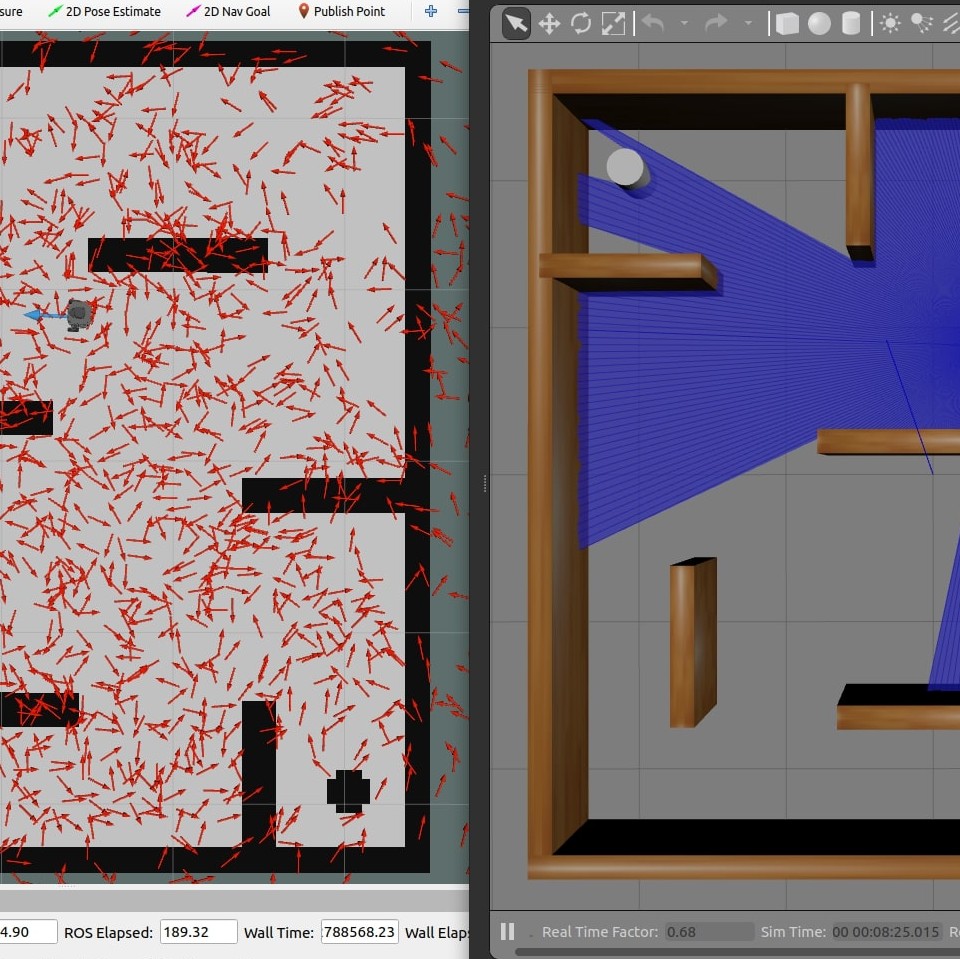 sure 2D Pose Estimate 2D Nav Goal Publish Point
4.90 ROS Elapsed: 189.32 Wall Time: 788568.23 Wall Elaps
Real Time Factor: 0.68 Sim Time: 00 00:08:25.015 Re